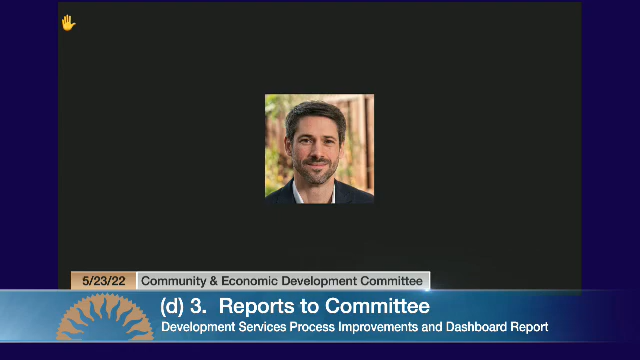 5/23/22 Community & Economic Development Committee
(d) 3. Reports to Committee
Development Services Process Improvements and Dashboard Report